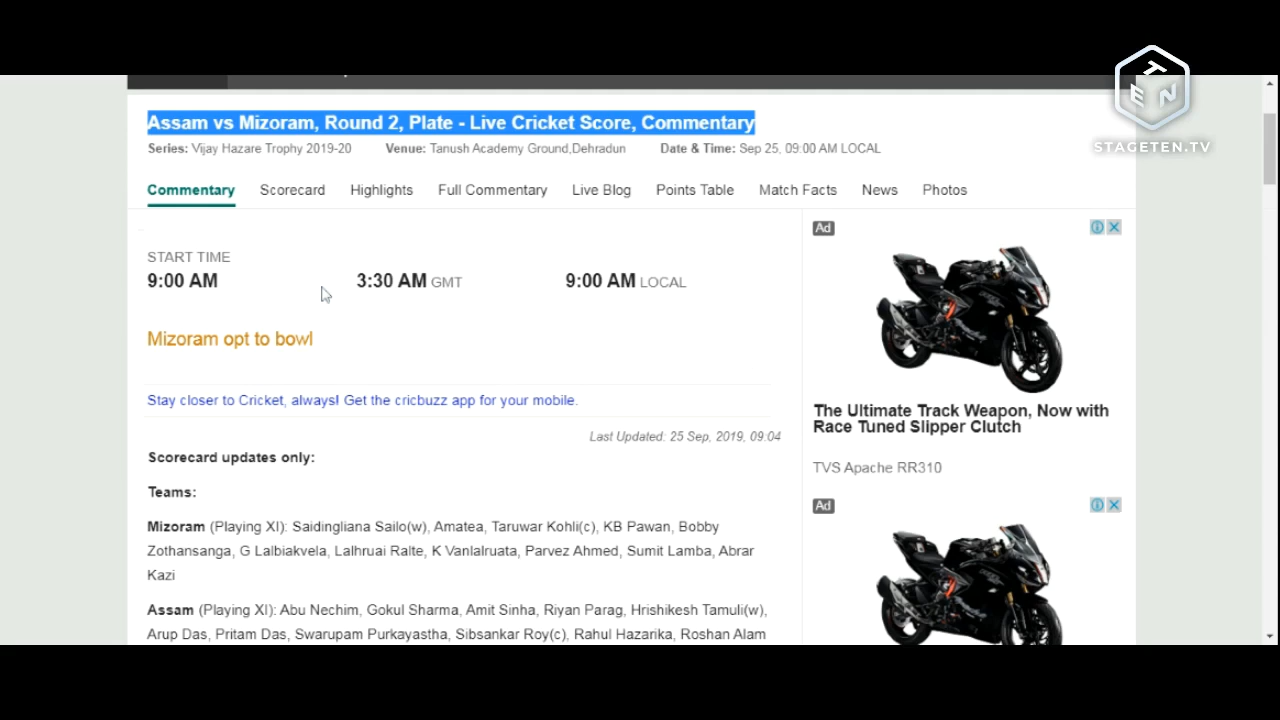 Assam vs Mizoram, Round 2, Plate - Live Cricket Score, Commentary
Series: Vijay Hazare Trophy 2019-20 Venue: Tanush Academy Ground,Dehradun Date & Time: Sep 25, 09:00 AM LOCAL
Commentary Scorecard Highlights Full Commentary Live Blog Points Table Match Facts News Photos
START TIME
9:00 AM 3:30 AM GMT 9:00 AM LOCAL
Mizoram opt to bowl
Stay closer to Cricket, always! Get the cricbuzz app for your mobile.
Last Updated: 25 Sep, 2019, 09:04
Scorecard updates only:
Teams:
Mizoram (Playing XI): Saidingliana Sailo(w), Amatea, Taruwar Kohli(c), KB Pawan, Bobby
Zothansanga, G Lalbiakvela, Lalhruai Ralte, K Vanlalruata, Parvez Ahmed, Sumit Lamba, Abrar
Kazi
Assam (Playing XI): Abu Nechim, Gokul Sharma, Amit Sinha, Riyan Parag, Hrishikesh Tamuli(w),
Arup Das, Pritam Das, Swarupam Purkayastha, Sibsankar Roy(c), Rahul Hazarika, Roshan Alam
Ad
The Ultimate Track Weapon, Now with
Race Tuned Slipper Clutch
TVS Apache RR310
Ad
TEN
STAGETEN.TV